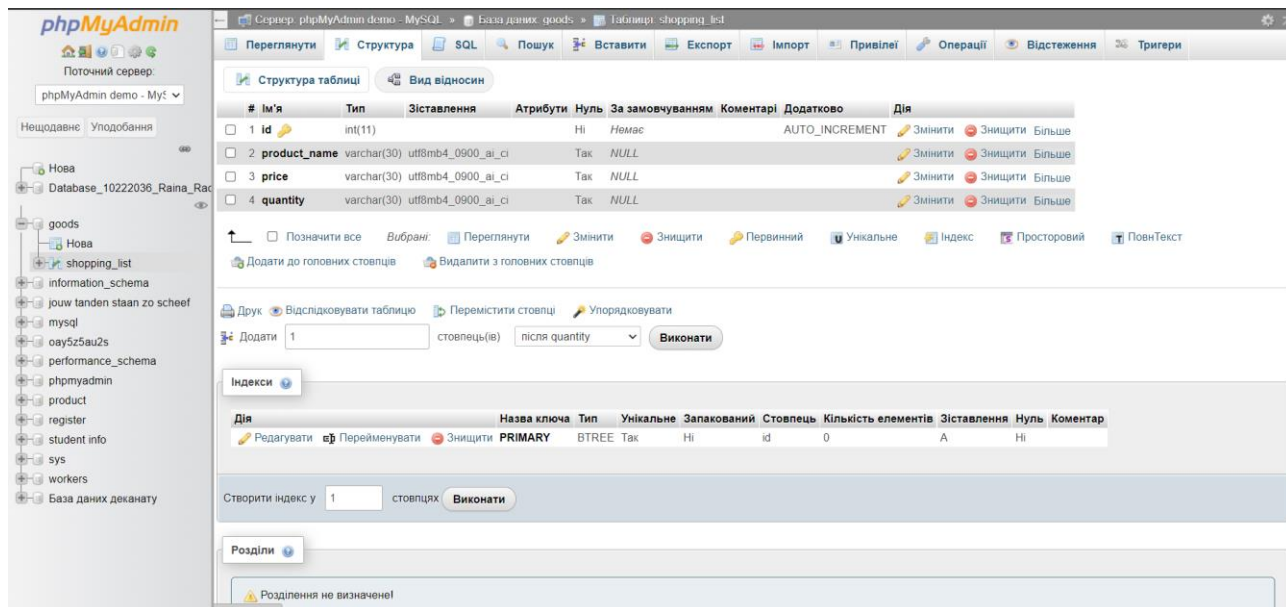 phpMyAdmin
Поточний сервер:
phpMyAdmin demo - MyS
Нещодавнє Уподобання
Нова
Database_10222036_Raina_Rac
goods
Нова
shopping_list
information_schema
jouw tanden staan zo scheef
mysql
oay5z5au2s
performance_schema
phpmyadmin
product
register
student info
sys
workers
База даних деканату
Сервер: phpMyAdmin demo - MySQL » База даних: goods » Таблиця: shopping_list
Переглянути Структура SQL Пошук Вставити Експорт Імпорт Привілеї Операції Відстеження Тригери
Структура таблиці Вид відносин
# Ім'я Тип Зіставлення Атрибути Нуль За замовчуванням Коментарі Додатково Дія
1 id int(11) Ні Немає AUTO_INCREMENT Змінити Знищити Більше
2 product_name varchar(30) utf8mb4_0900_ai_ci Так NULL Змінити Знищити Більше
3 price varchar(30) utf8mb4_0900_ai_ci Так NULL Змінити Знищити Більше
4 quantity varchar(30) utf8mb4_0900_ai_ci Так NULL Змінити Знищити Більше
Позначити все Вибрані: Переглянути Змінити Знищити Первинний Унікальне Індекс Просторовий ПовнТекст
Додати до головних стовпців Видалити з головних стовпців
Друк Відслідковувати таблицю Перемістити стовпці Упорядковувати
Додати 1 стовпець(ів) після quantity Виконати
Індекси
Дія Назва ключа Тип Унікальне Запакований Стовпець Кількість елементів Зіставлення Нуль Коментар
Редагувати Перейменувати Знищити PRIMARY BTREE Так Ні id 0 A Ні
Створити індекс у 1 стовпцях Виконати
Розділи
Розділення не визначене!